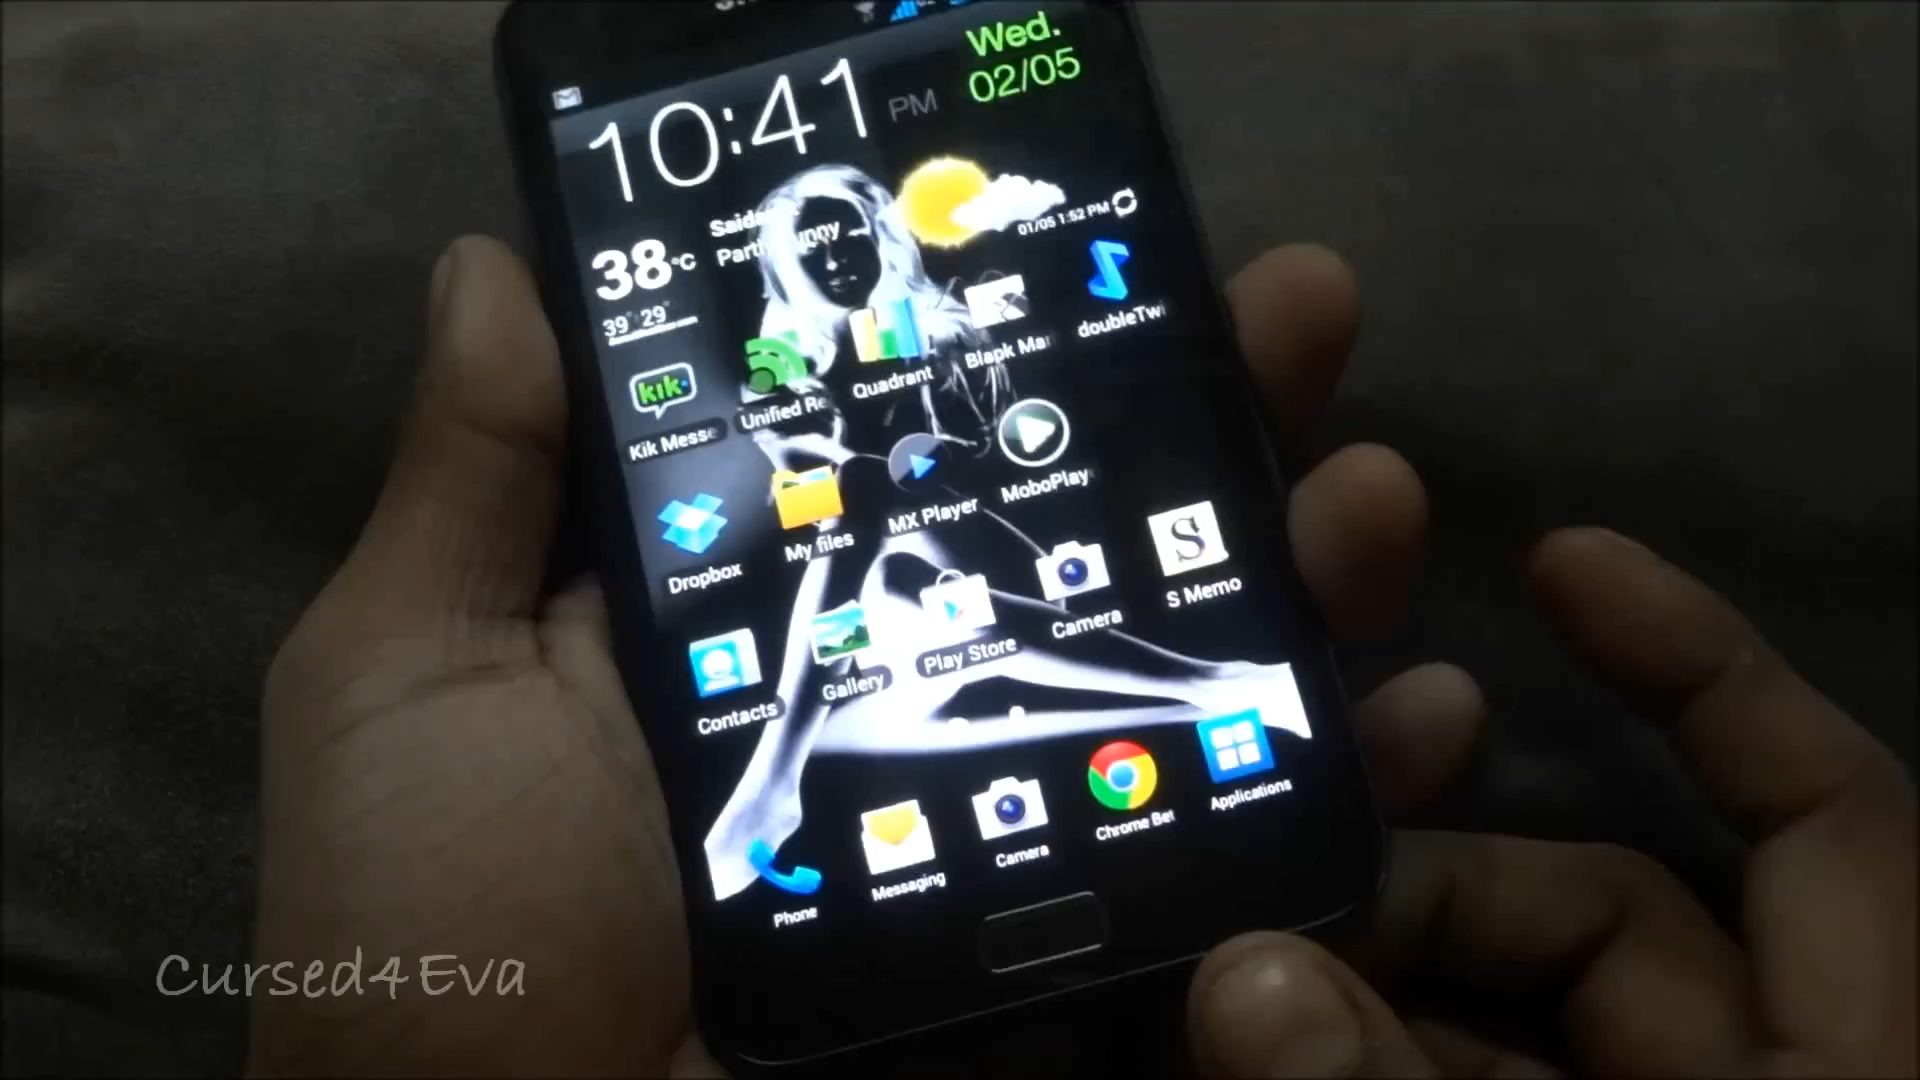 Wed.
02/05
10:41 PM
01/05 1:52 PM
38°C
39° 29°
kik
Kik Messe
Unified Re
Quadrant
doubleTwi
Dropbox
My files
MX Player
MoboPlay
Contacts
Gallery
Play Store
Camera
S
S Memo
Phone
Messaging
Camera
Chrome Bet
Applications
Cursed4Eva